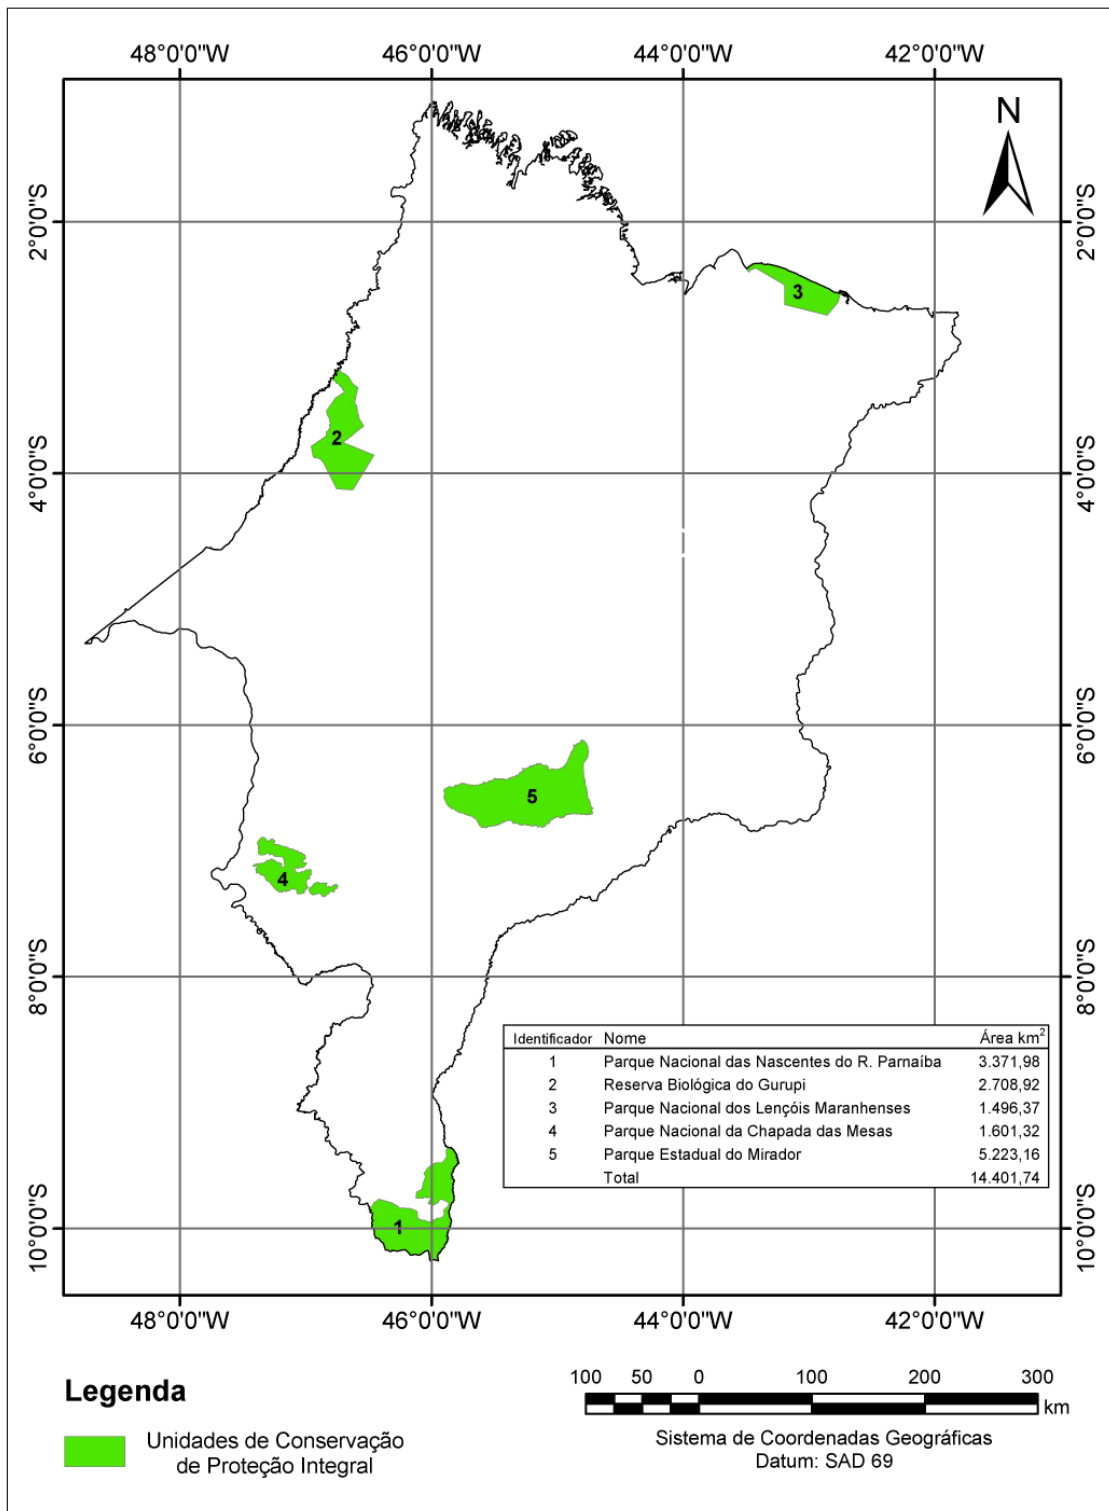 48°0'0"W 46°0'0"W 44°0'0"W 42°0'0"W
N
2°0'0"S 2°0'0"S
3
2
4°0'0"S 4°0'0"S
6°0'0"S 6°0'0"S
5
4
8°0'0"S 8°0'0"S
Identificador Nome Área km²
1 Parque Nacional das Nascentes do R. Parnaíba 3.371,98
2 Reserva Biológica do Gurupi 2.708,92
3 Parque Nacional dos Lençóis Maranhenses 1.496,37
4 Parque Nacional da Chapada das Mesas 1.601,32
5 Parque Estadual do Mirador 5.223,16
Total 14.401,74
1
10°0'0"S 10°0'0"S
48°0'0"W 46°0'0"W 44°0'0"W 42°0'0"W
Legenda
Unidades de Conservação
de Proteção Integral
100 50 0 100 200 300
km
Sistema de Coordenadas Geográficas
Datum: SAD 69